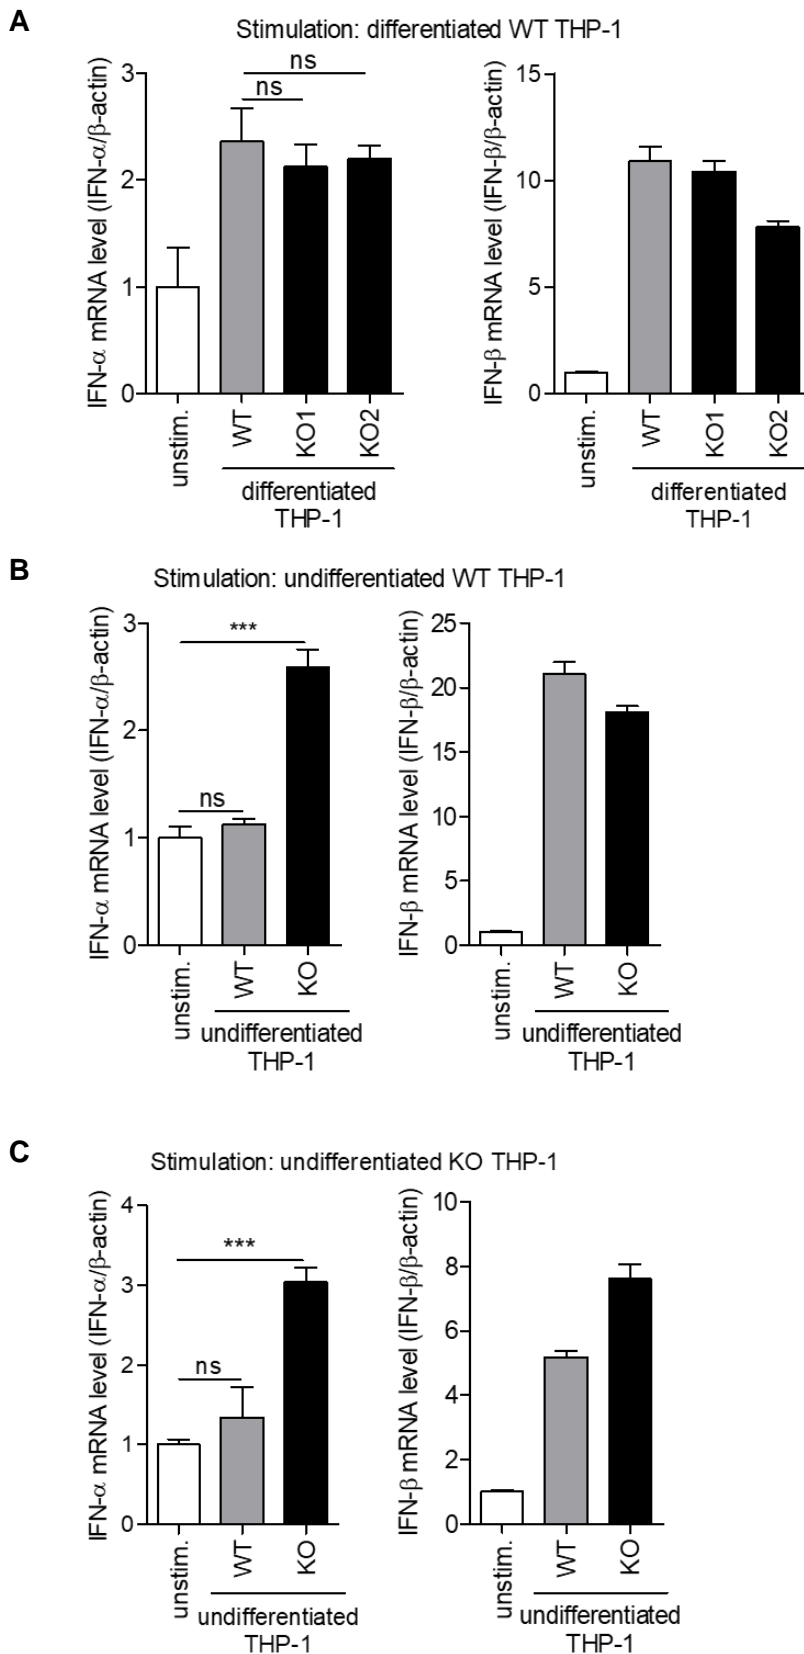 A
Stimulation: differentiated WT THP-1
IFN-α mRNA level (IFN-α/β-actin)
3
2
1
0
ns
ns
unstim.
WT
KO1
KO2
differentiated
THP-1
IFN-β mRNA level (IFN-β/β-actin)
15
10
5
0
unstim.
WT
KO1
KO2
differentiated
THP-1
B
Stimulation: undifferentiated WT THP-1
IFN-α mRNA level (IFN-α/β-actin)
3
2
1
0
***
ns
unstim.
WT
KO
undifferentiated
THP-1
IFN-β mRNA level (IFN-β/β-actin)
25
20
15
10
5
0
unstim.
WT
KO
undifferentiated
THP-1
C
Stimulation: undifferentiated KO THP-1
IFN-α mRNA level (IFN-α/β-actin)
4
3
2
1
0
***
ns
unstim.
WT
KO
undifferentiated
THP-1
IFN-β mRNA level (IFN-β/β-actin)
10
8
6
4
2
0
unstim.
WT
KO
undifferentiated
THP-1